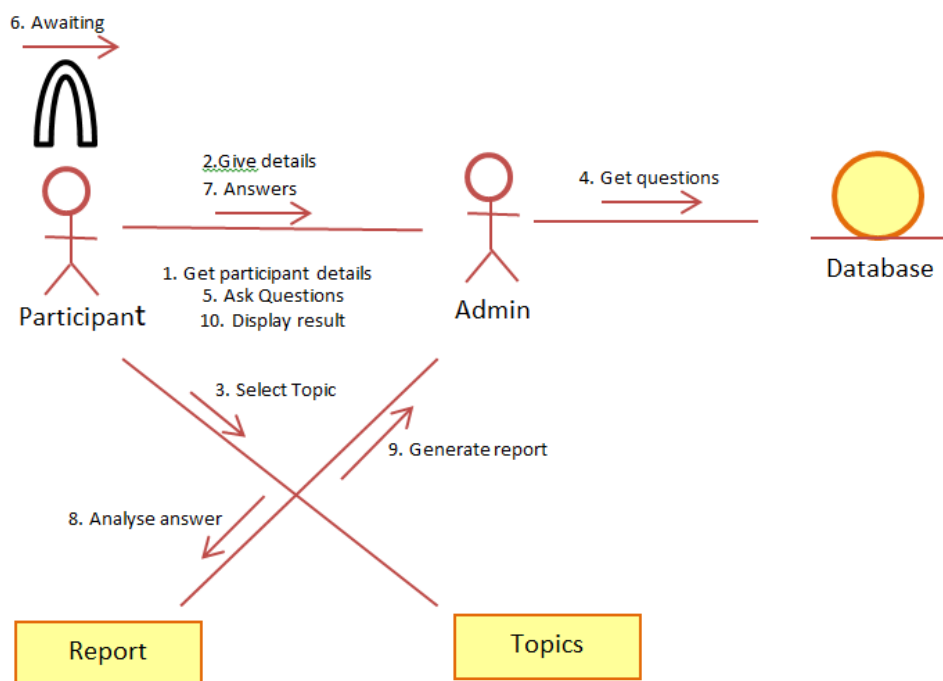 6. Awaiting
2.Give details
7. Answers
4. Get questions
1. Get participant details
5. Ask Questions
10. Display result
Participant
Admin
Database
3. Select Topic
9. Generate report
8. Analyse answer
Report
Topics